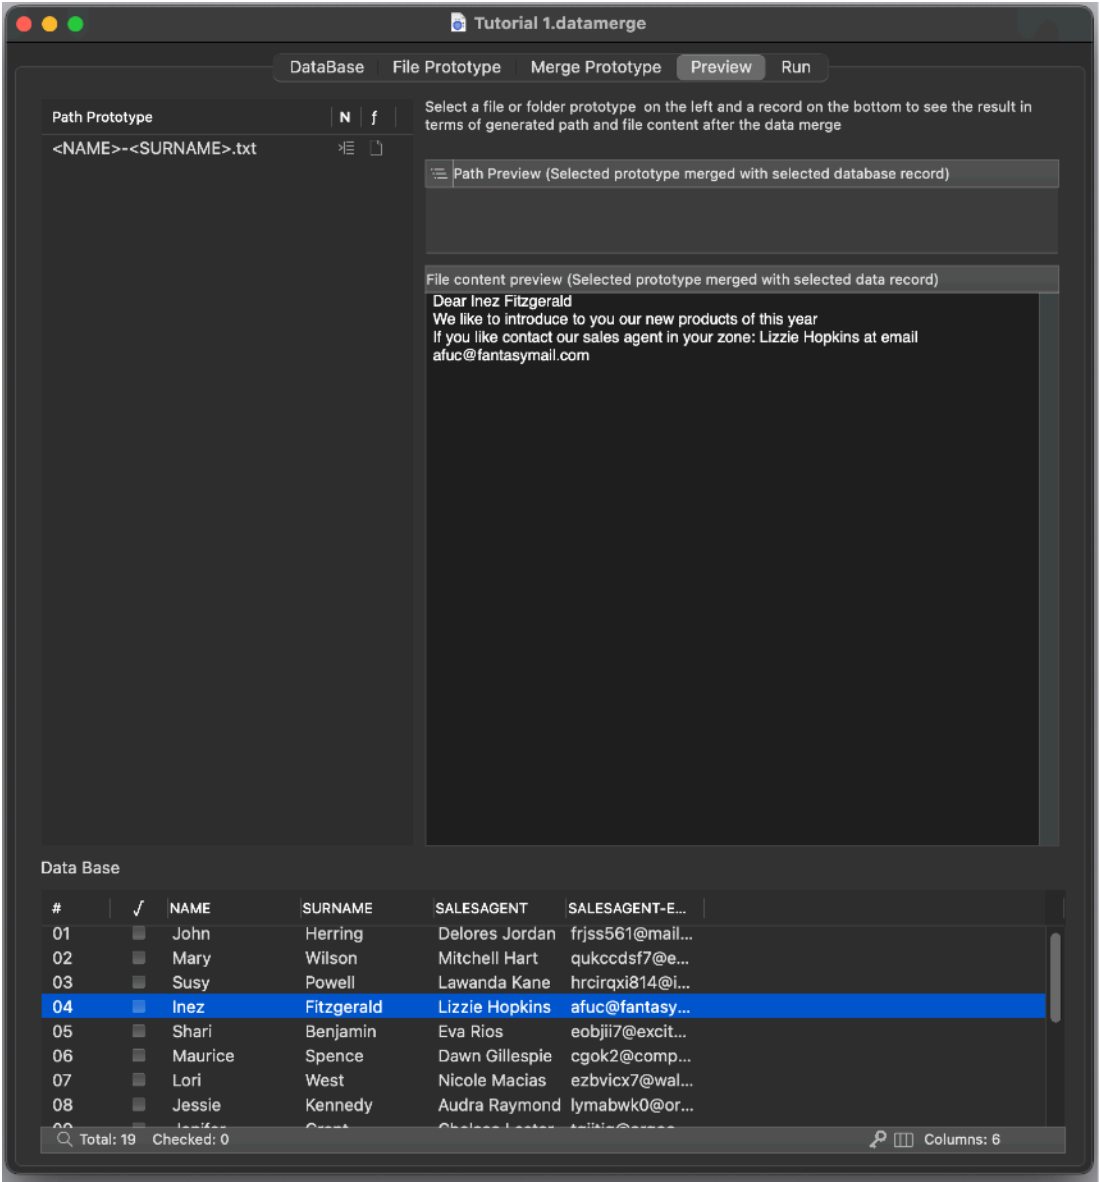 Tutorial 1.datamerge
DataBase File Prototype Merge Prototype Preview Run
Path Prototype N f
<NAME>-<SURNAME>.txt
Select a file or folder prototype on the left and a record on the bottom to see the result in
terms of generated path and file content after the data merge
Path Preview (Selected prototype merged with selected database record)
File content preview (Selected prototype merged with selected data record)
Dear Inez Fitzgerald
We like to introduce to you our new products of this year
If you like contact our sales agent in your zone: Lizzie Hopkins at email
afuc@fantasymail.com
Data Base
# √ NAME SURNAME SALESAGENT SALESAGENT-E...
01 John Herring Delores Jordan frjss561@mail...
02 Mary Wilson Mitchell Hart qukccdsf7@e...
03 Susy Powell Lawanda Kane hrcirqxi814@i...
04 Inez Fitzgerald Lizzie Hopkins afuc@fantasy...
05 Shari Benjamin Eva Rios eobjii7@excit...
06 Maurice Spence Dawn Gillespie cgok2@comp...
07 Lori West Nicole Macias ezbvicx7@wal...
08 Jessie Kennedy Audra Raymond lymabwk0@or...
Total: 19 Checked: 0 Columns: 6